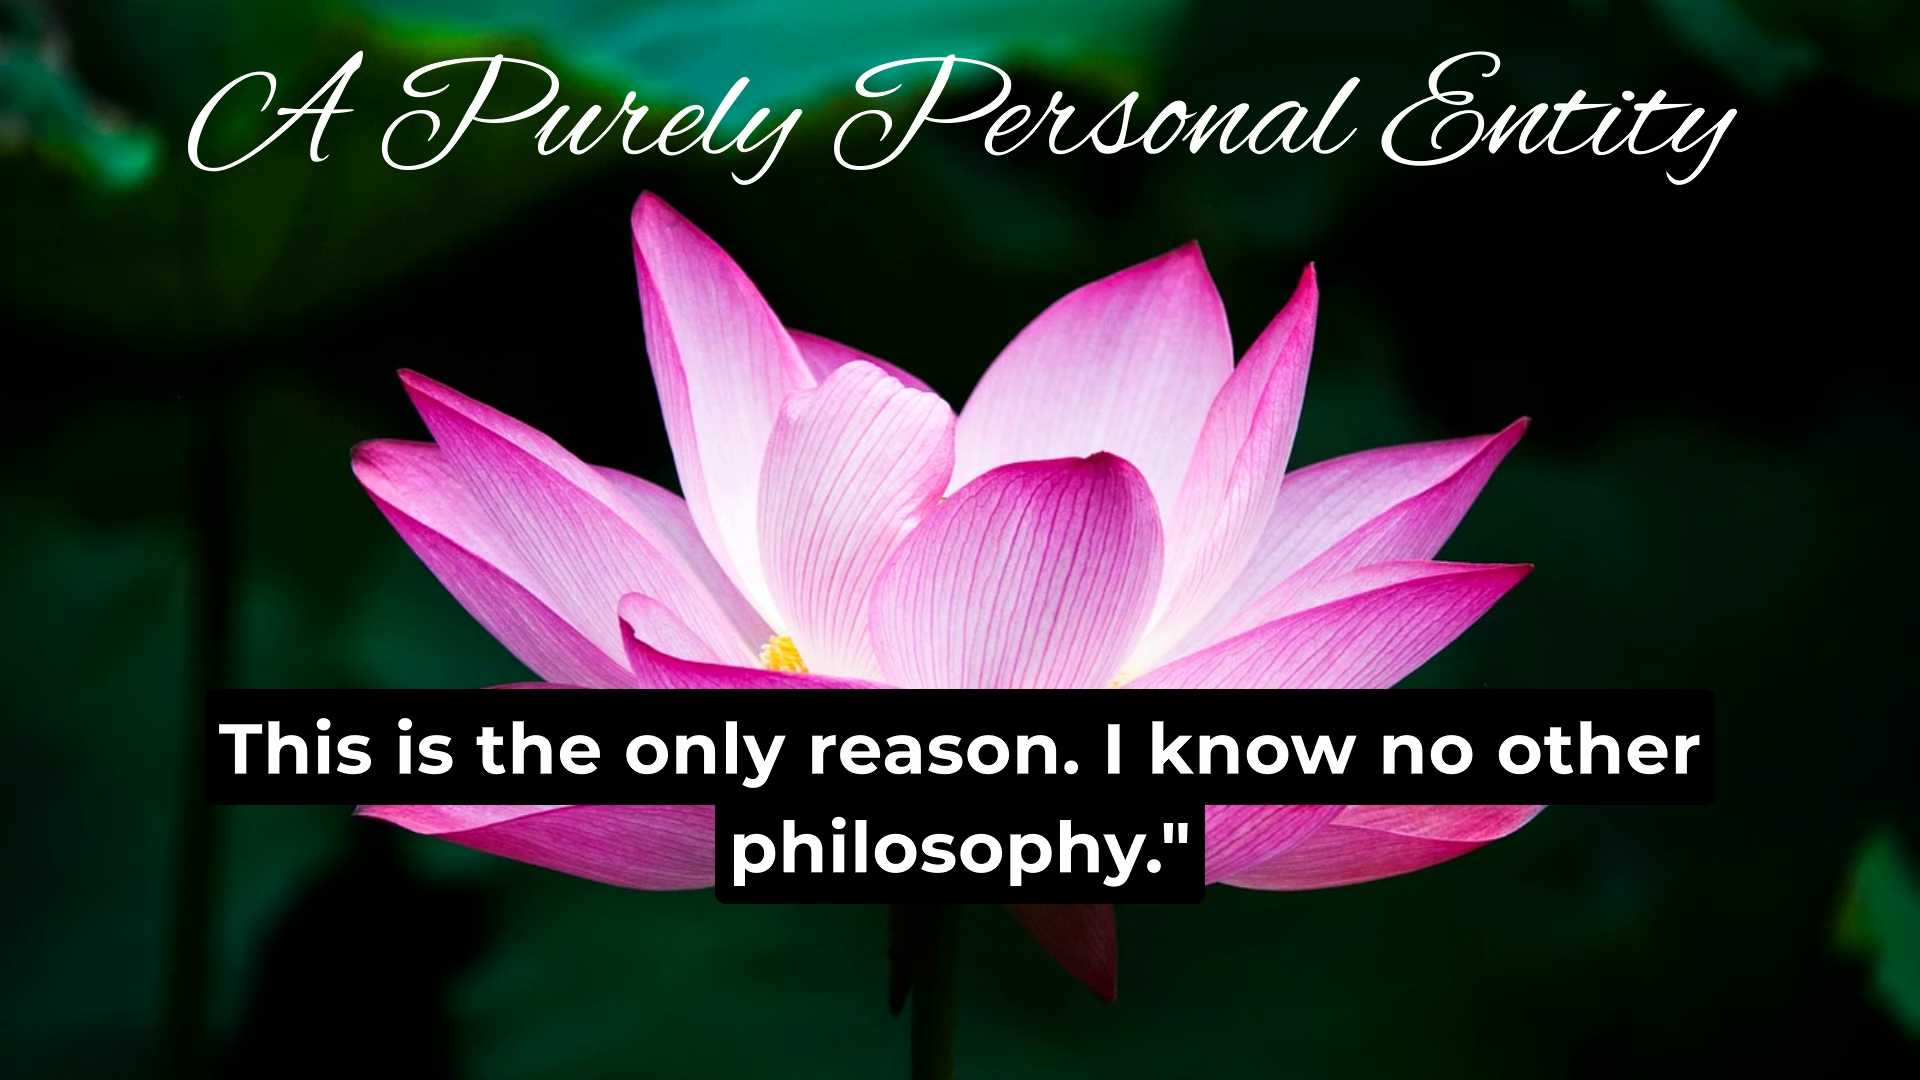 A Purely Personal Entity
This is the only reason. I know no other
philosophy."